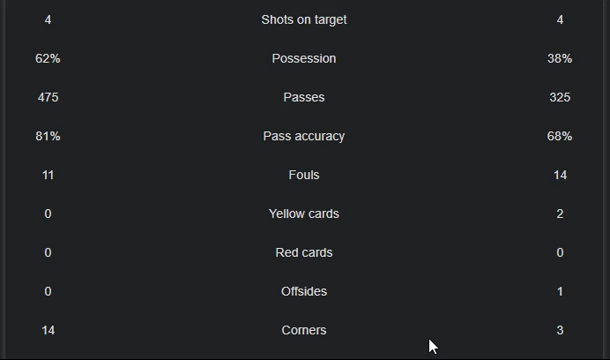 4 Shots on target 4
62% Possession 38%
475 Passes 325
81% Pass accuracy 68%
11 Fouls 14
0 Yellow cards 2
0 Red cards 0
0 Offsides 1
14 Corners 3